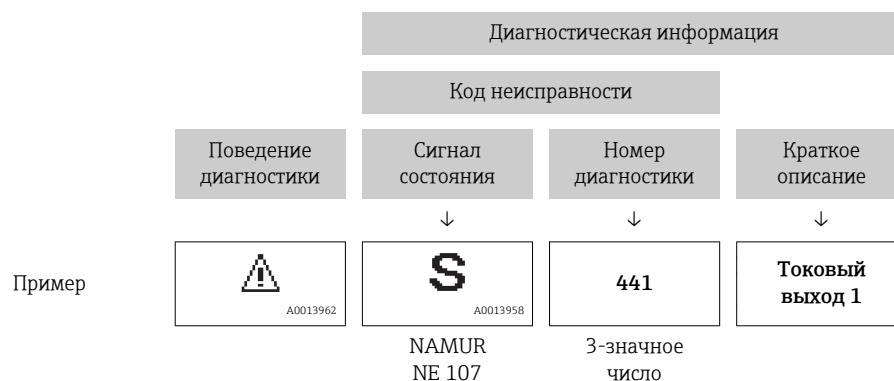 Диагностическая информация
Код неисправности
Поведение
диагностики
Сигнал
состояния
Номер
диагностики
Краткое
описание
↓ ↓ ↓
Пример
A0013962
S
A0013958
441
Токовый
выход 1
NAMUR
NE 107
3-значное
число